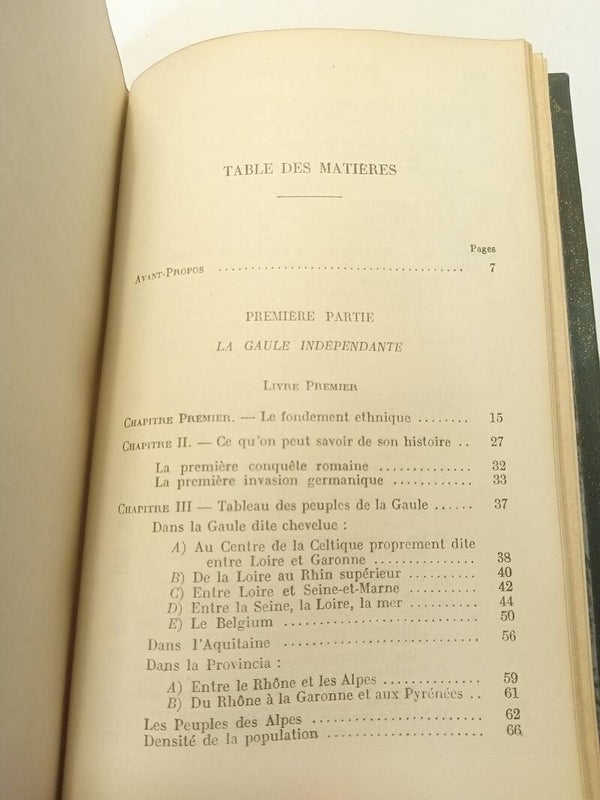 TABLE DES MATIÈRES
Pages
AVANT-PROPOS ........................................ 7
PREMIÈRE PARTIE
LA GAULE INDÉPENDANTE
LIVRE PREMIER
CHAPITRE PREMIER. — Le fondement ethnique ........ 15
CHAPITRE II. — Ce qu'on peut savoir de son histoire .. 27
La première conquête romaine ............. 32
La première invasion germanique ........... 33
CHAPITRE III — Tableau des peuples de la Gaule ...... 37
Dans la Gaule dite chevelue :
A) Au Centre de la Celtique proprement dite
entre Loire et Garonne .............. 38
B) De la Loire au Rhin supérieur .......... 40
C) Entre Loire et Seine-et-Marne .......... 42
D) Entre la Seine, la Loire, la mer .......... 44
E) Le Belgium ........................ 50
Dans l'Aquitaine ........................ 56
Dans la Provincia :
A) Entre le Rhône et les Alpes ............. 59
B) Du Rhône à la Garonne et aux Pyrénées .. 61
Les Peuples des Alpes ...................... 62
Densité de la population .................... 66